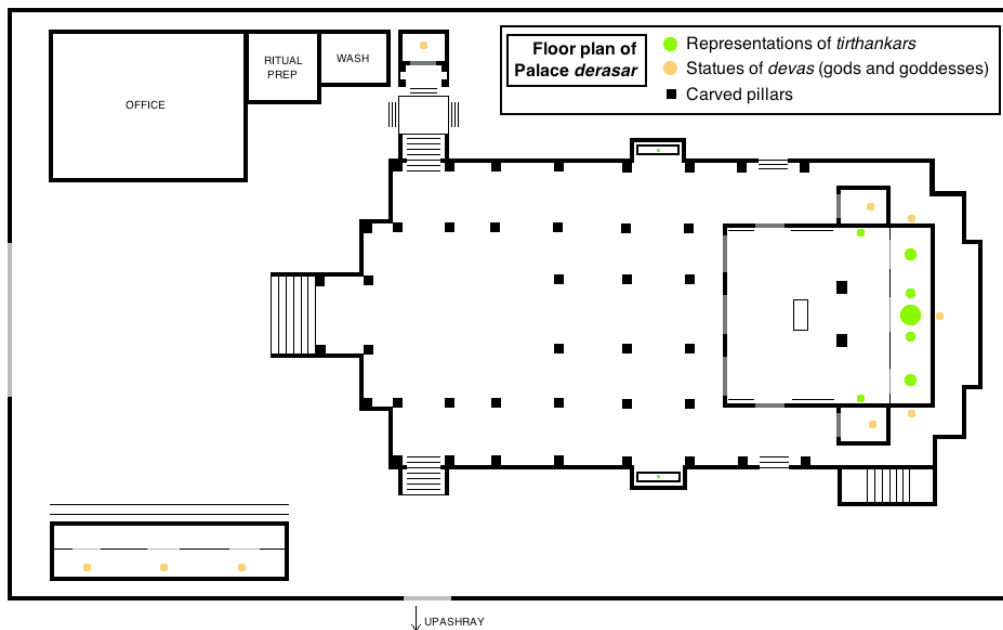 OFFICE
RITUAL
PREP
WASH
Floor plan of
Palace derasar
Representations of tirthankars
Statues of devas (gods and goddesses)
Carved pillars
UPASHRAY